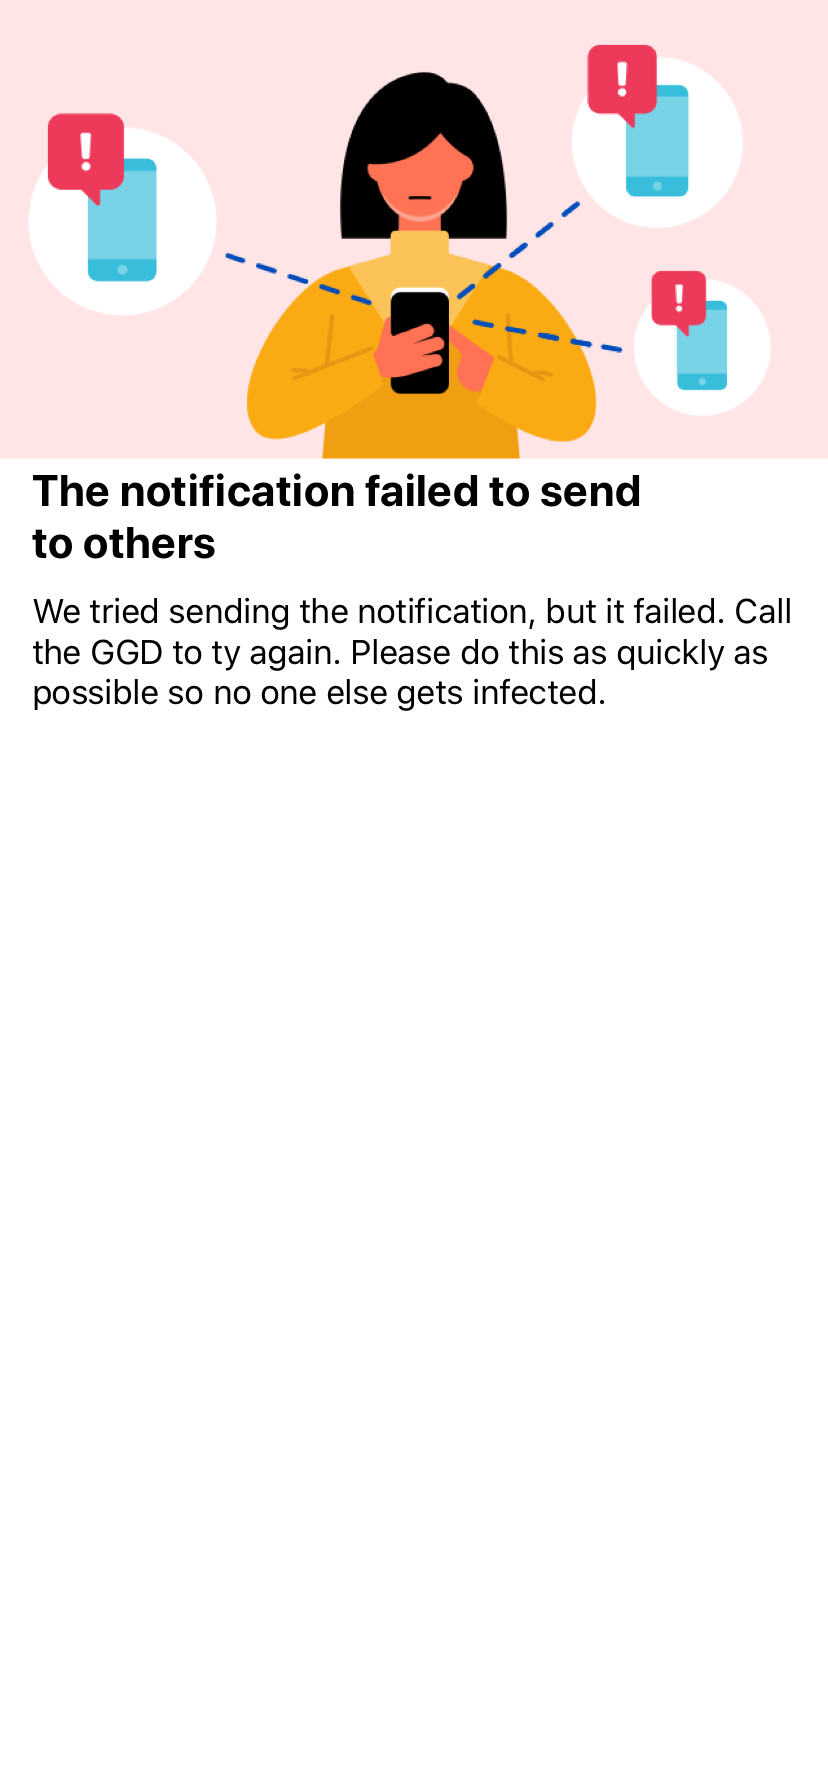 The notification failed to send
to others
We tried sending the notification, but it failed. Call
the GGD to ty again. Please do this as quickly as
possible so no one else gets infected.